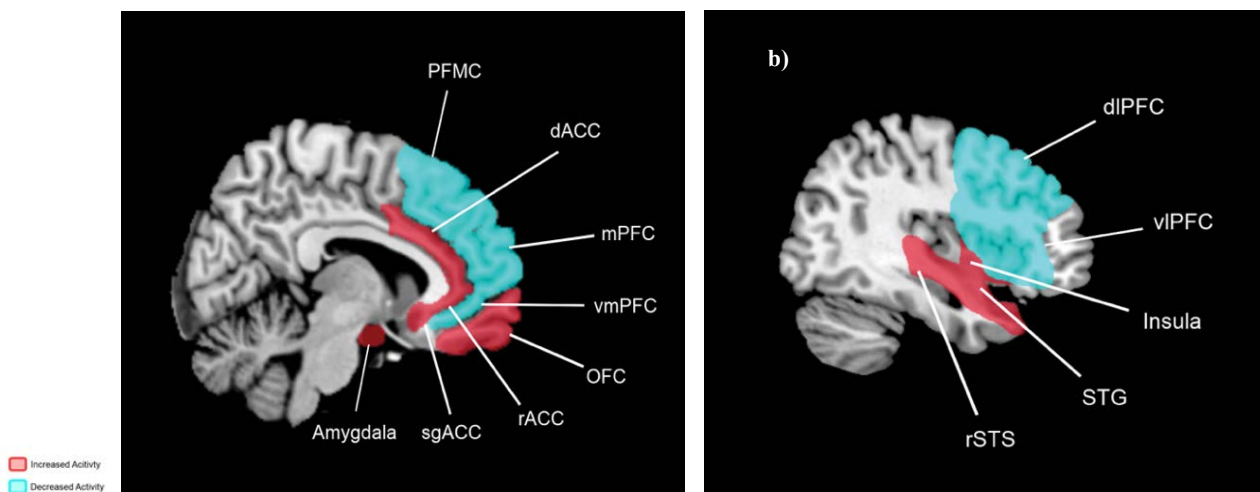 PFMC
dACC
mPFC
vmPFC
OFC
rACC
sgACC
Amygdala
Increased Acitivty
Decreased Activity
b)
dlPFC
vlPFC
Insula
STG
rSTS